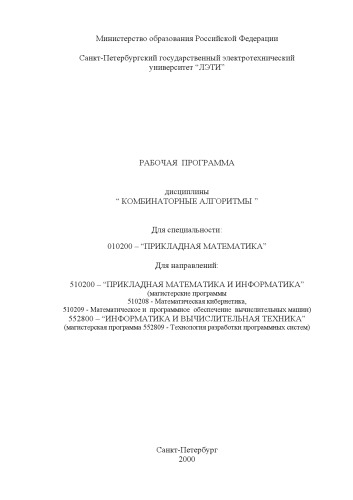 Министерство образования Российской Федерации
Санкт-Петербургский государственный электротехнический
университет “ЛЭТИ”
РАБОЧАЯ ПРОГРАММА
дисциплины
“ КОМБИНАТОРНЫЕ АЛГОРИТМЫ ”
Для специальности:
010200 – “ПРИКЛАДНАЯ МАТЕМАТИКА”
Для направлений:
510200 – “ПРИКЛАДНАЯ МАТЕМАТИКА И ИНФОРМАТИКА”
(магистерские программы
510208 - Математическая кибернетика,
510209 - Математическое и программное обеспечение вычислительных машин)
552800 – “ИНФОРМАТИКА И ВЫЧИСЛИТЕЛЬНАЯ ТЕХНИКА”
(магистерская программа 552809 - Технология разработки программных систем)
Санкт-Петербург
2000